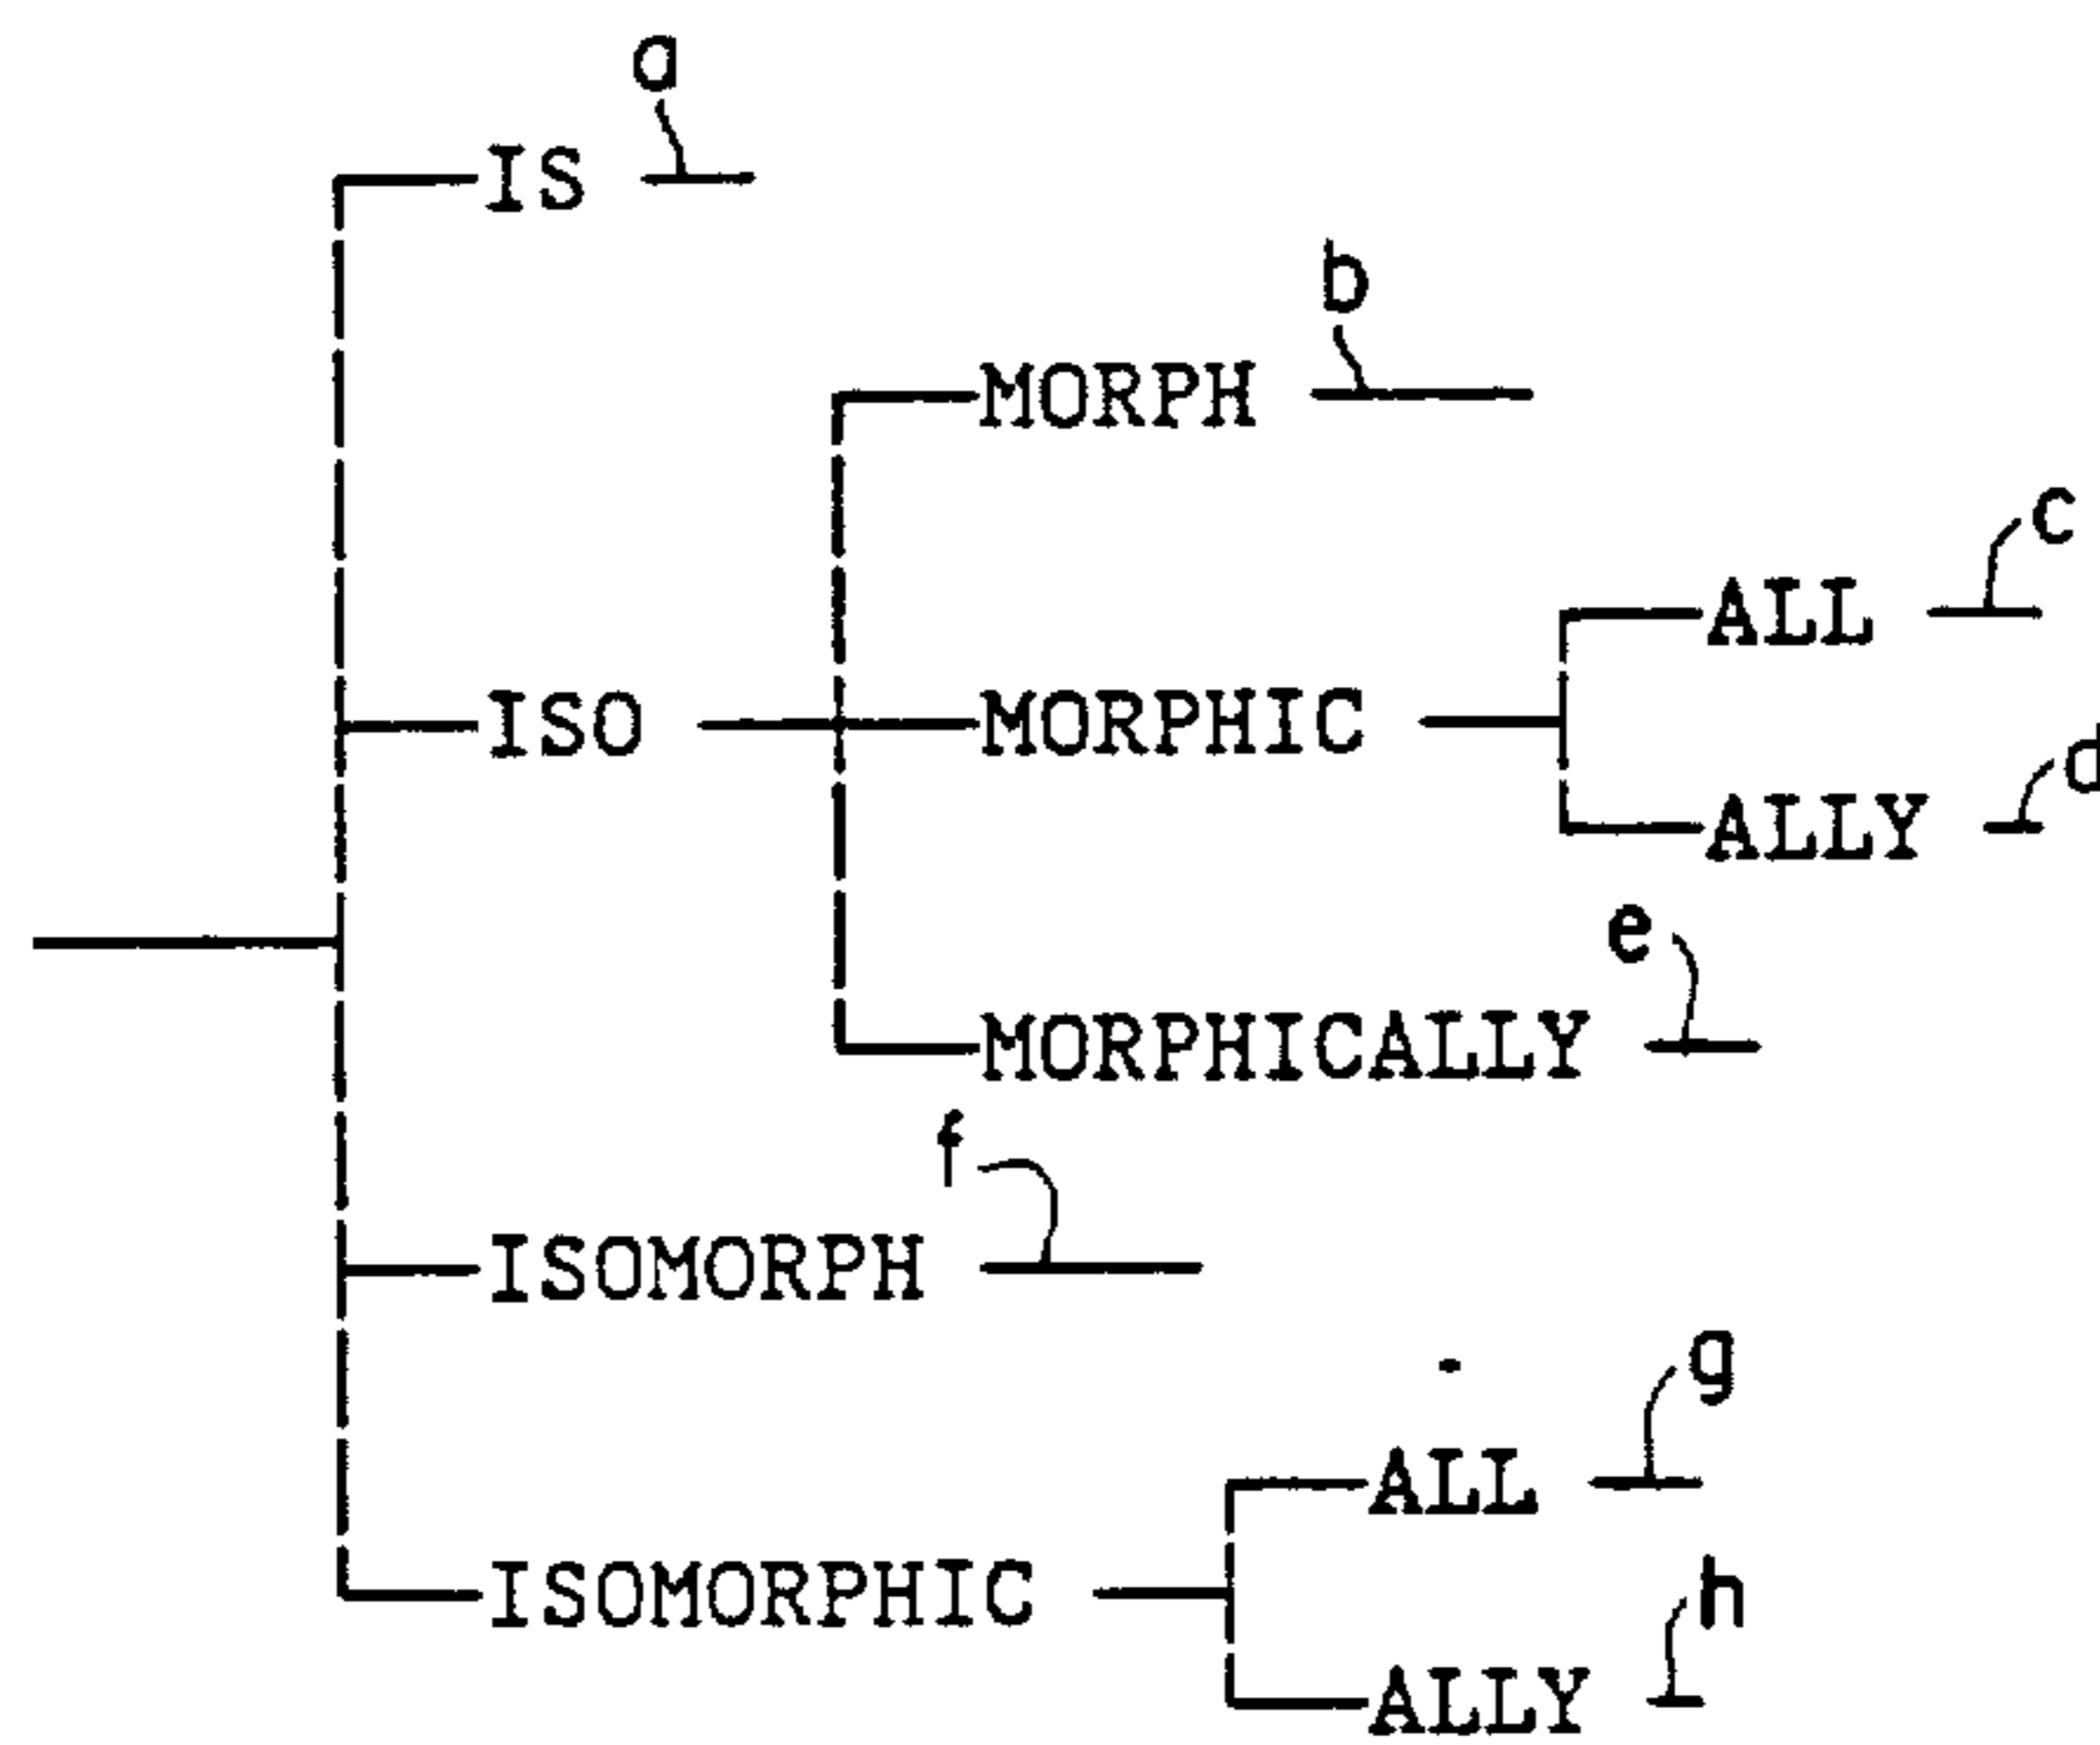 a
IS
b
MORPH
c
ALL
ISO MORPHIC
d
ALLY
e
MORPHICALLY
f
ISOMORPH
g
ALL
ISOMORPHIC
h
ALLY